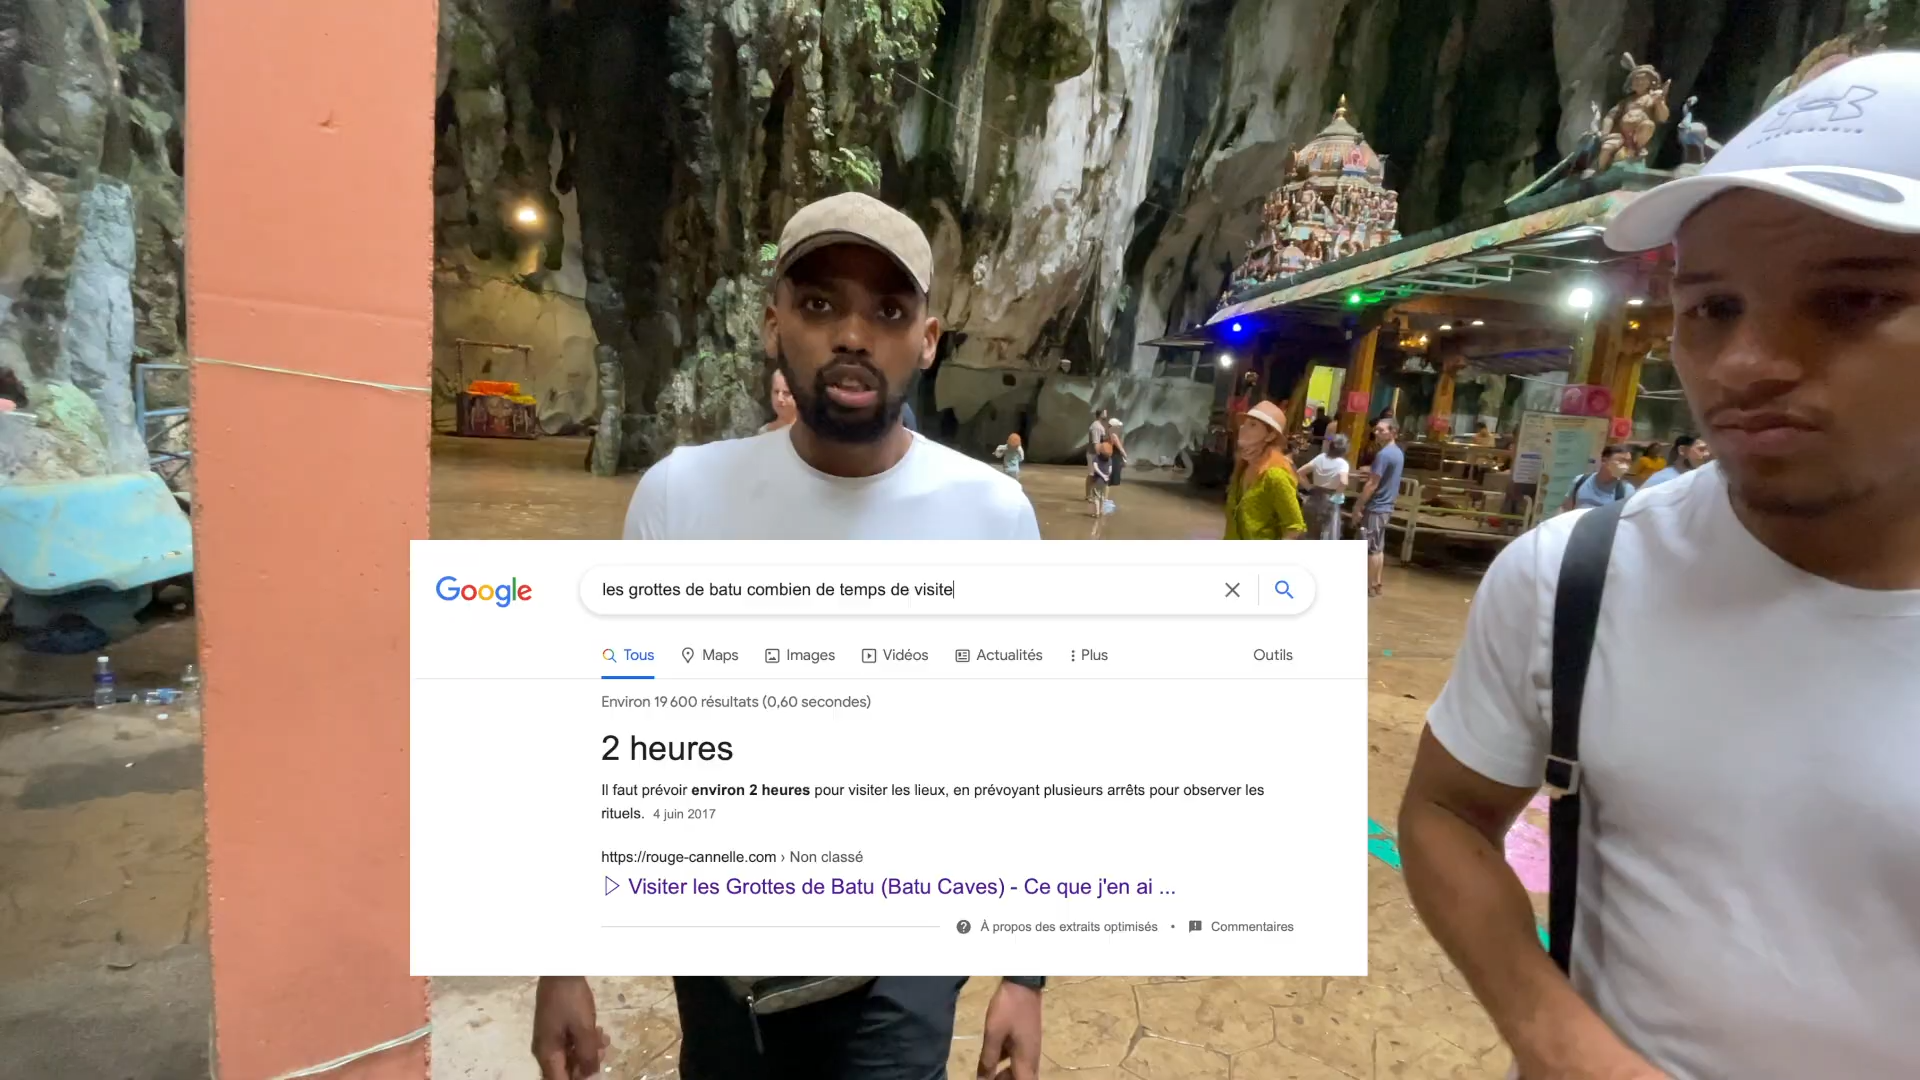 Google
les grottes de batu combien de temps de visite
Tous Maps Images Vidéos Actualités Plus Outils
Environ 19 600 résultats (0,60 secondes)
2 heures
Il faut prévoir environ 2 heures pour visiter les lieux, en prévoyant plusieurs arrêts pour observer les
rituels. 4 juin 2017
https://rouge-cannelle.com › Non classé
Visiter les Grottes de Batu (Batu Caves) - Ce que j'en ai ...
À propos des extraits optimisés • Commentaires